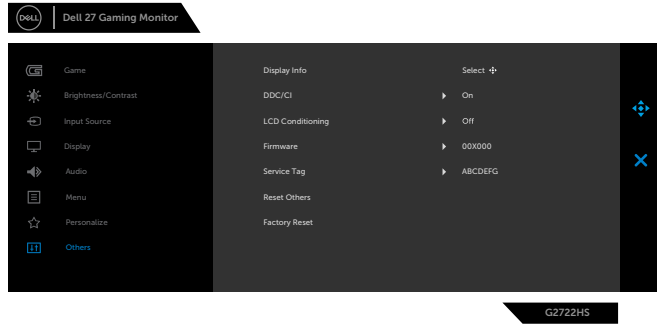 DELL Dell 27 Gaming Monitor
Game
Brightness/Contrast
Input Source
Display
Audio
Menu
Personalize
Others
Display Info Select
DDC/CI On
LCD Conditioning Off
Firmware 00X000
Service Tag ABCDEFG
Reset Others
Factory Reset
G2722HS